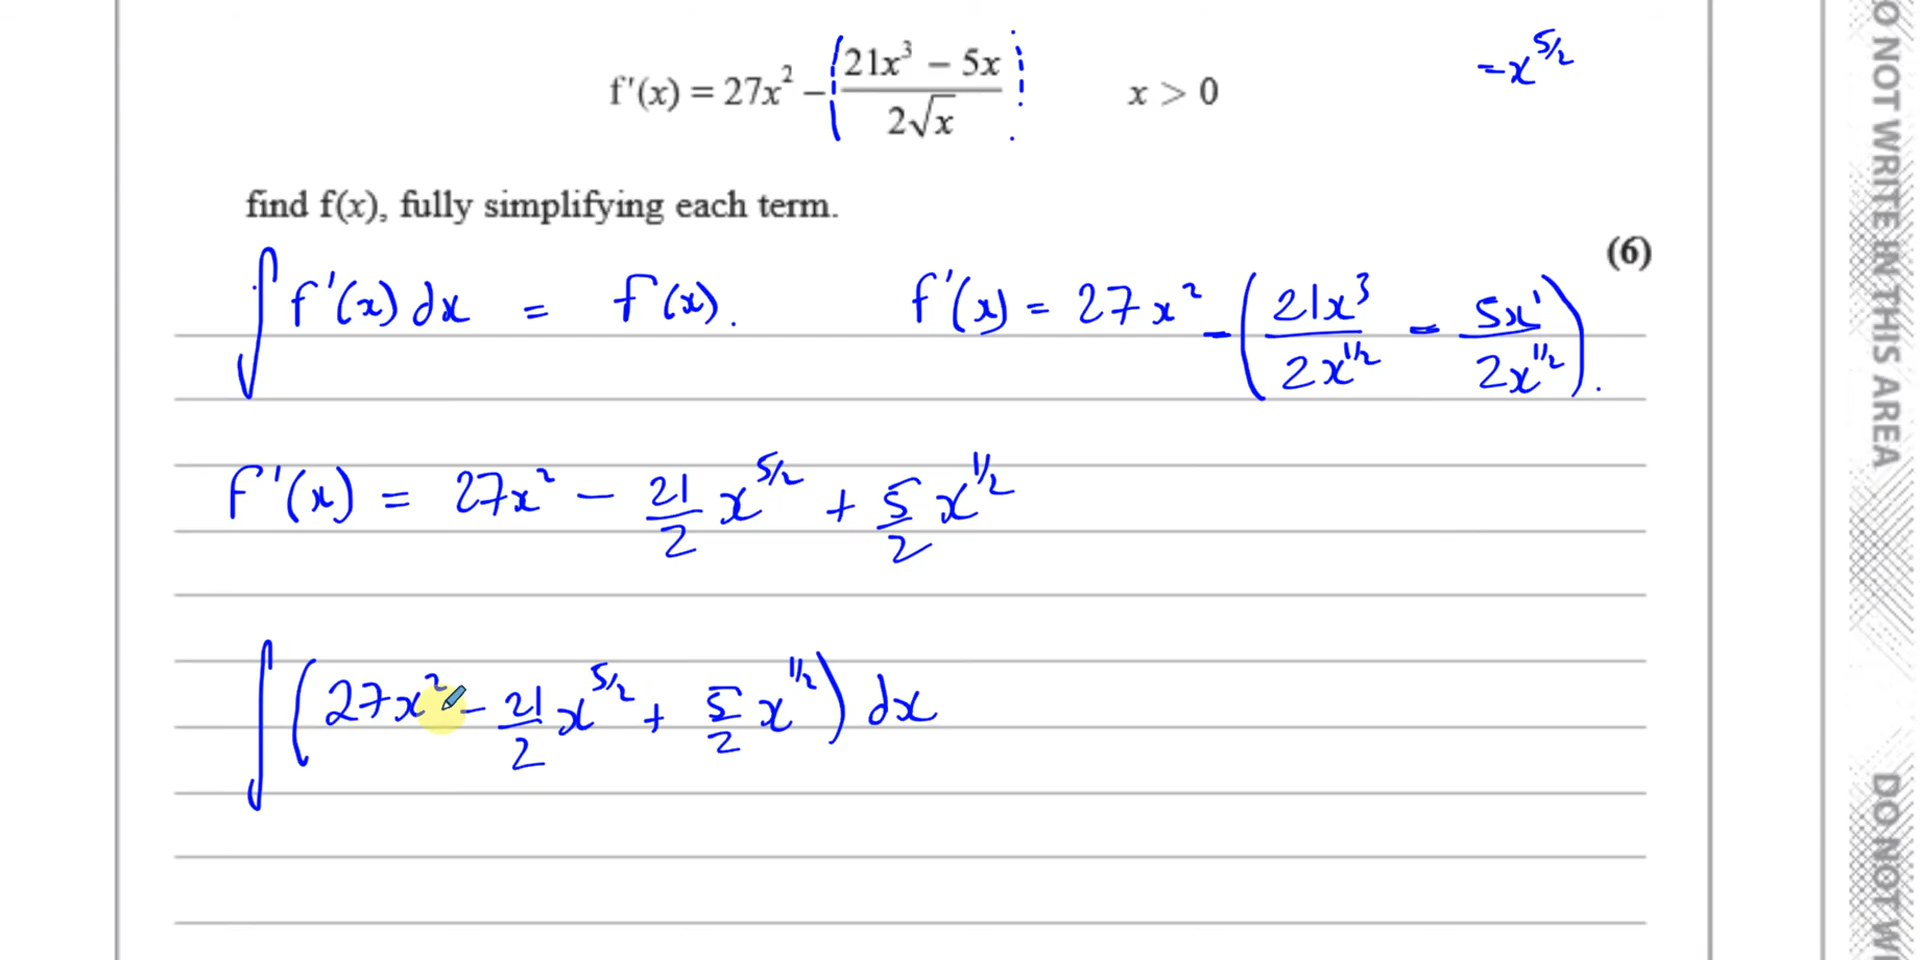 = x^{5/2}
f'(x) = 27x² − (21x³ − 5x)/(2√x)    x > 0
find f(x), fully simplifying each term.
(6)
∫ f'(x) dx = f(x).    f'(x) = 27x² − (21x³/2x^{1/2} − 5x¹/2x^{1/2}).
f'(x) = 27x² − 21/2 x^{5/2} + 5/2 x^{1/2}
∫ (27x² − 21/2 x^{5/2} + 5/2 x^{1/2}) dx
O NOT WRITE IN THIS AREA
DO NOT W